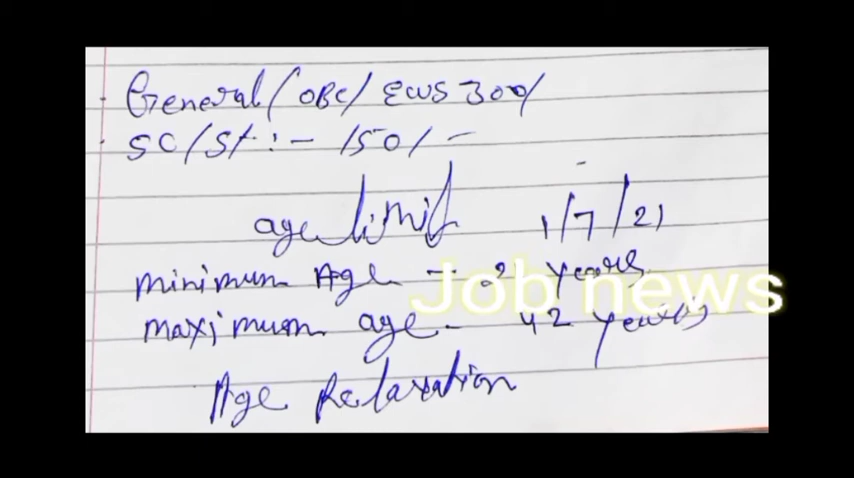 General/OBC/EWS 300/
SC/St :- 150/-
age limit 1/7/21
minimum Age - years
Job news
maximum age - 42 years
Age Relaxation